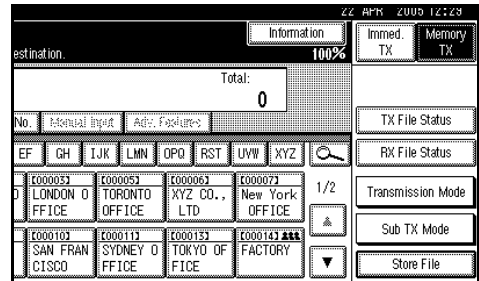 22 APR 2005 12:29
Information
Immed. TX
Memory TX
estination.
100%
Total:
0
No.
Manual Input
Adv. Features
TX File Status
EF GH IJK LMN OPQ RST UVW XYZ
RX File Status
[00003] [00005] [00006] [00007]
LONDON O TORONTO XYZ CO., New York
FFICE OFFICE LTD OFFICE
1/2
Transmission Mode
[00010] [00011] [00013] [00014]
SAN FRAN SYDNEY O TOKYO OF FACTORY
CISCO FFICE FICE
▲
▼
Sub TX Mode
Store File